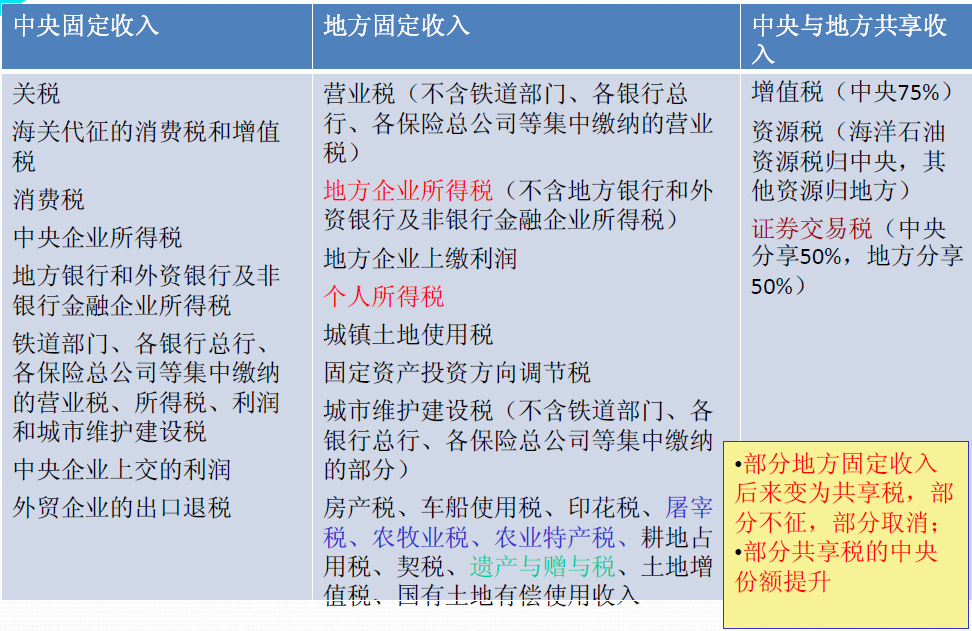 中央固定收入
地方固定收入
中央与地方共享收
入
关税
海关代征的消费税和增值
税
消费税
中央企业所得税
地方银行和外资银行及非
银行金融企业所得税
铁道部门、各银行总行、
各保险总公司等集中缴纳
的营业税、所得税、利润
和城市维护建设税
中央企业上交的利润
外贸企业的出口退税
营业税（不含铁道部门、各银行总
行、各保险总公司等集中缴纳的营业
税）
地方企业所得税（不含地方银行和外
资银行及非银行金融企业所得税）
地方企业上缴利润
个人所得税
城镇土地使用税
固定资产投资方向调节税
城市维护建设税（不含铁道部门、各
银行总行、各保险总公司等集中缴纳
的部分）
房产税、车船使用税、印花税、屠宰
税、农牧业税、农业特产税、耕地占
用税、契税、遗产与赠与税、土地增
值税、国有土地有偿使用收入
增值税（中央75%）
资源税（海洋石油
资源税归中央，其
他资源归地方）
证券交易税（中央
分享50%，地方分享
50%）
•部分地方固定收入
后来变为共享税，部
分不征，部分取消；
•部分共享税的中央
份额提升